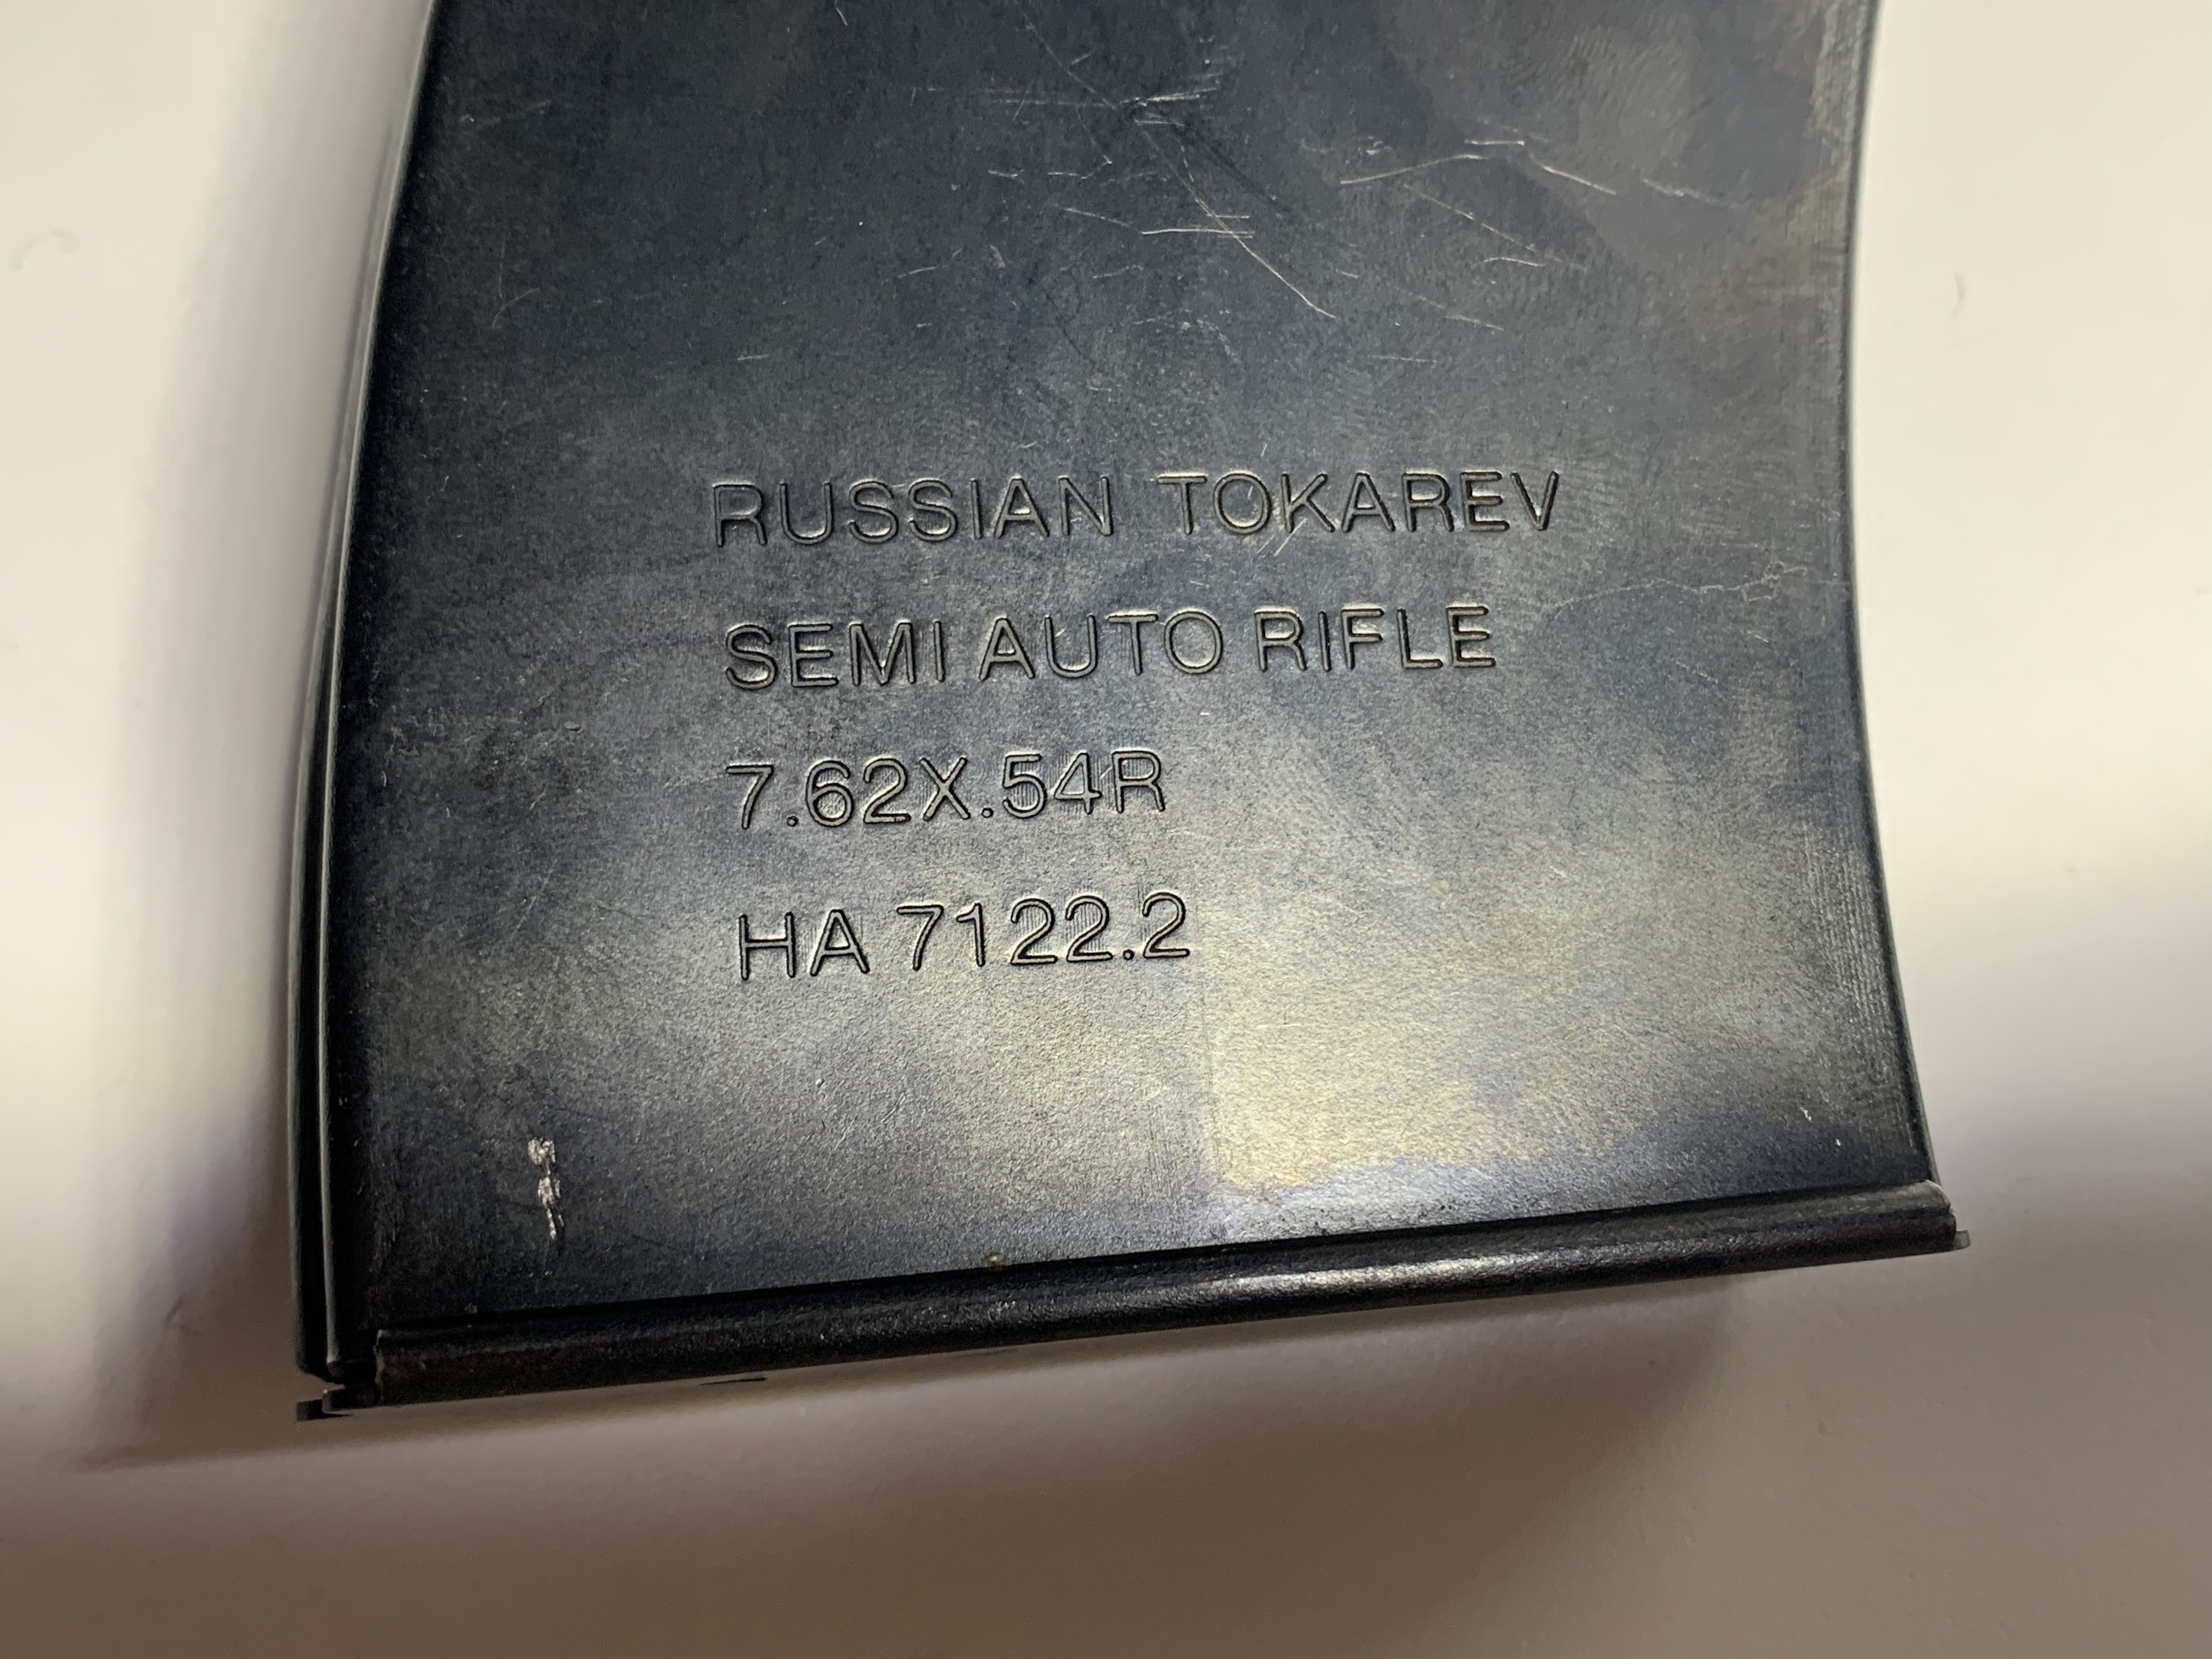 RUSSIAN TOKAREV
SEMI AUTO RIFLE
7.62X.54R
HA 7122.2